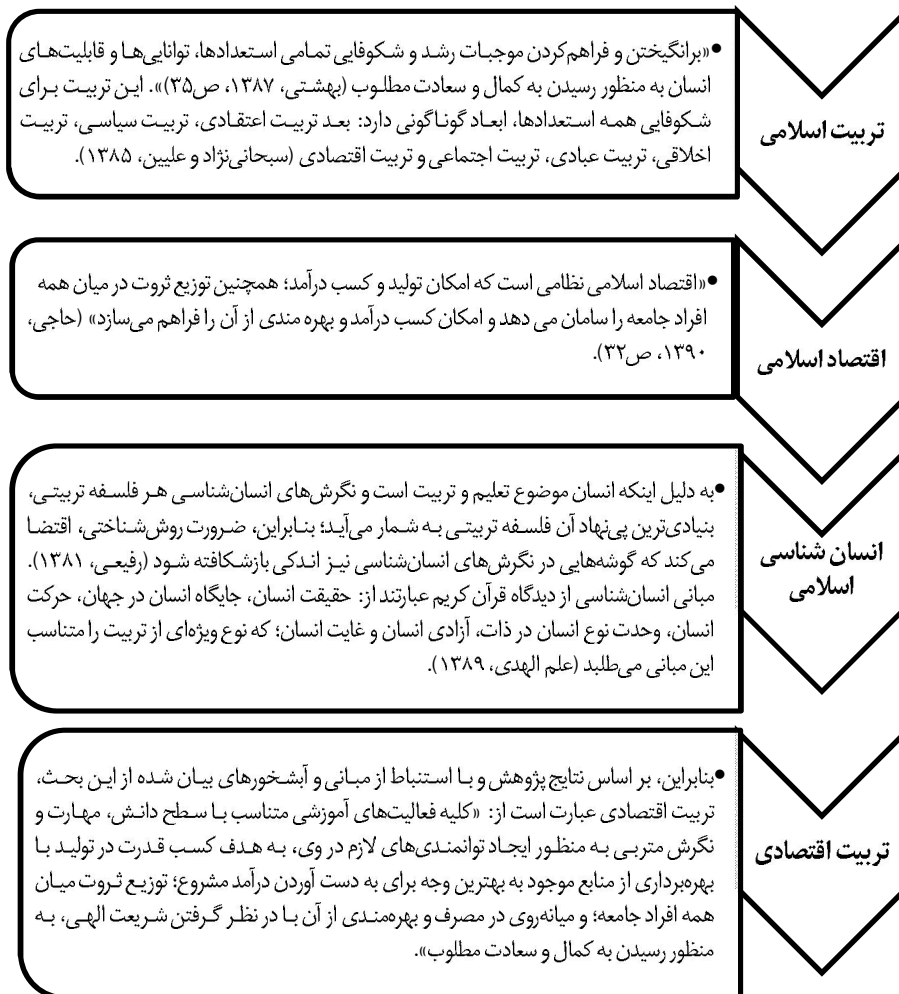 تربیت اسلامی
•«برانگیختن و فراهم‌کردن موجبات رشد و شکوفایی تمامی استعدادها، توانایی‌ها و قابلیت‌های
انسان به منظور رسیدن به کمال و سعادت مطلوب (بهشتی، ۱۳۸۷، ص۳۵)». این تربیت برای
شکوفایی همه استعدادها، ابعاد گوناگونی دارد: بعد تربیت اعتقادی، تربیت سیاسی، تربیت
اخلاقی، تربیت عبادی، تربیت اجتماعی و تربیت اقتصادی (سبحانی‌نژاد و علیین، ۱۳۸۵).
اقتصاد اسلامی
•«اقتصاد اسلامی نظامی است که امکان تولید و کسب درآمد؛ همچنین توزیع ثروت در میان همه
افراد جامعه را سامان می دهد و امکان کسب درآمد و بهره مندی از آن را فراهم می‌سازد» (حاجی،
۱۳۹۰، ص۳۲).
انسان شناسی
اسلامی
•به دلیل اینکه انسان موضوع تعلیم و تربیت است و نگرش‌های انسان‌شناسی هر فلسفه تربیتی،
بنیادی‌ترین پی‌نهاد آن فلسفه تربیتی به شمار می‌آید؛ بنابراین، ضرورت روش‌شناختی، اقتضا
می‌کند که گوشه‌هایی در نگرش‌های انسان‌شناسی نیز اندکی بازشکافته شود (رفیعی، ۱۳۸۱).
مبانی انسان‌شناسی از دیدگاه قرآن کریم عبارتند از: حقیقت انسان، جایگاه انسان در جهان، حرکت
انسان، وحدت نوع انسان در ذات، آزادی انسان و غایت انسان؛ که نوع ویژه‌ای از تربیت را متناسب
این مبانی می‌طلبد (علم الهدی، ۱۳۸۹).
تربیت اقتصادی
•بنابراین، بر اساس نتایج پژوهش و با استنباط از مبانی و آبشخورهای بیان شده از این بحث،
تربیت اقتصادی عبارت است از: «کلیه فعالیت‌های آموزشی متناسب با سطح دانش، مهارت و
نگرش متربی به منظور ایجاد توانمندی‌های لازم در وی، به هدف کسب قدرت در تولید با
بهره‌برداری از منابع موجود به بهترین وجه برای به دست آوردن درآمد مشروع؛ توزیع ثروت میان
همه افراد جامعه؛ و میانه‌روی در مصرف و بهره‌مندی از آن با در نظر گرفتن شریعت الهی، به
منظور رسیدن به کمال و سعادت مطلوب».